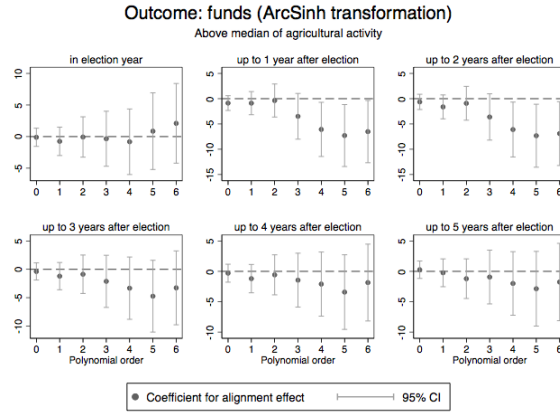 Outcome: funds (ArcSinh transformation)
Above median of agricultural activity
in election year
up to 1 year after election
up to 2 years after election
10
5
0
-5
0 1 2 3 4 5 6
5
0
-5
-10
-15
0 1 2 3 4 5 6
5
0
-5
-10
-15
0 1 2 3 4 5 6
up to 3 years after election
up to 4 years after election
up to 5 years after election
5
0
-5
-10
0 1 2 3 4 5 6
Polynomial order
5
0
-5
-10
0 1 2 3 4 5 6
Polynomial order
5
0
-5
-10
0 1 2 3 4 5 6
Polynomial order
Coefficient for alignment effect
95% CI